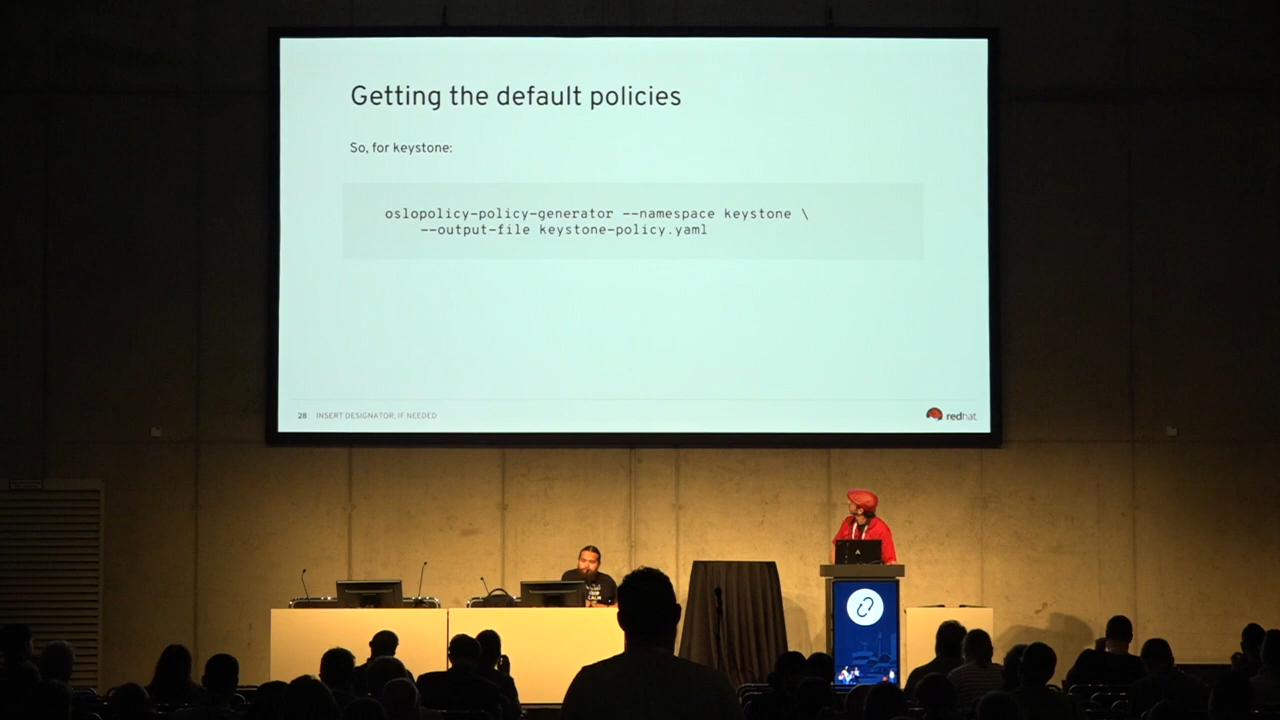 Getting the default policies
So, for keystone:
oslopolicy-policy-generator --namespace keystone \
--output-file keystone-policy.yaml
28 INSERT DESIGNATOR, IF NEEDED
redhat